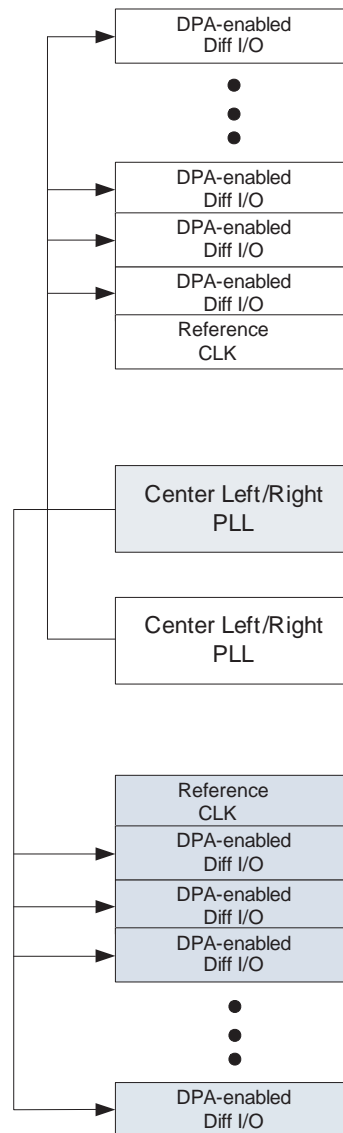 DPA-enabled
Diff I/O
DPA-enabled
Diff I/O
DPA-enabled
Diff I/O
DPA-enabled
Diff I/O
Reference
CLK
Center Left/Right
PLL
Center Left/Right
PLL
Reference
CLK
DPA-enabled
Diff I/O
DPA-enabled
Diff I/O
DPA-enabled
Diff I/O
DPA-enabled
Diff I/O